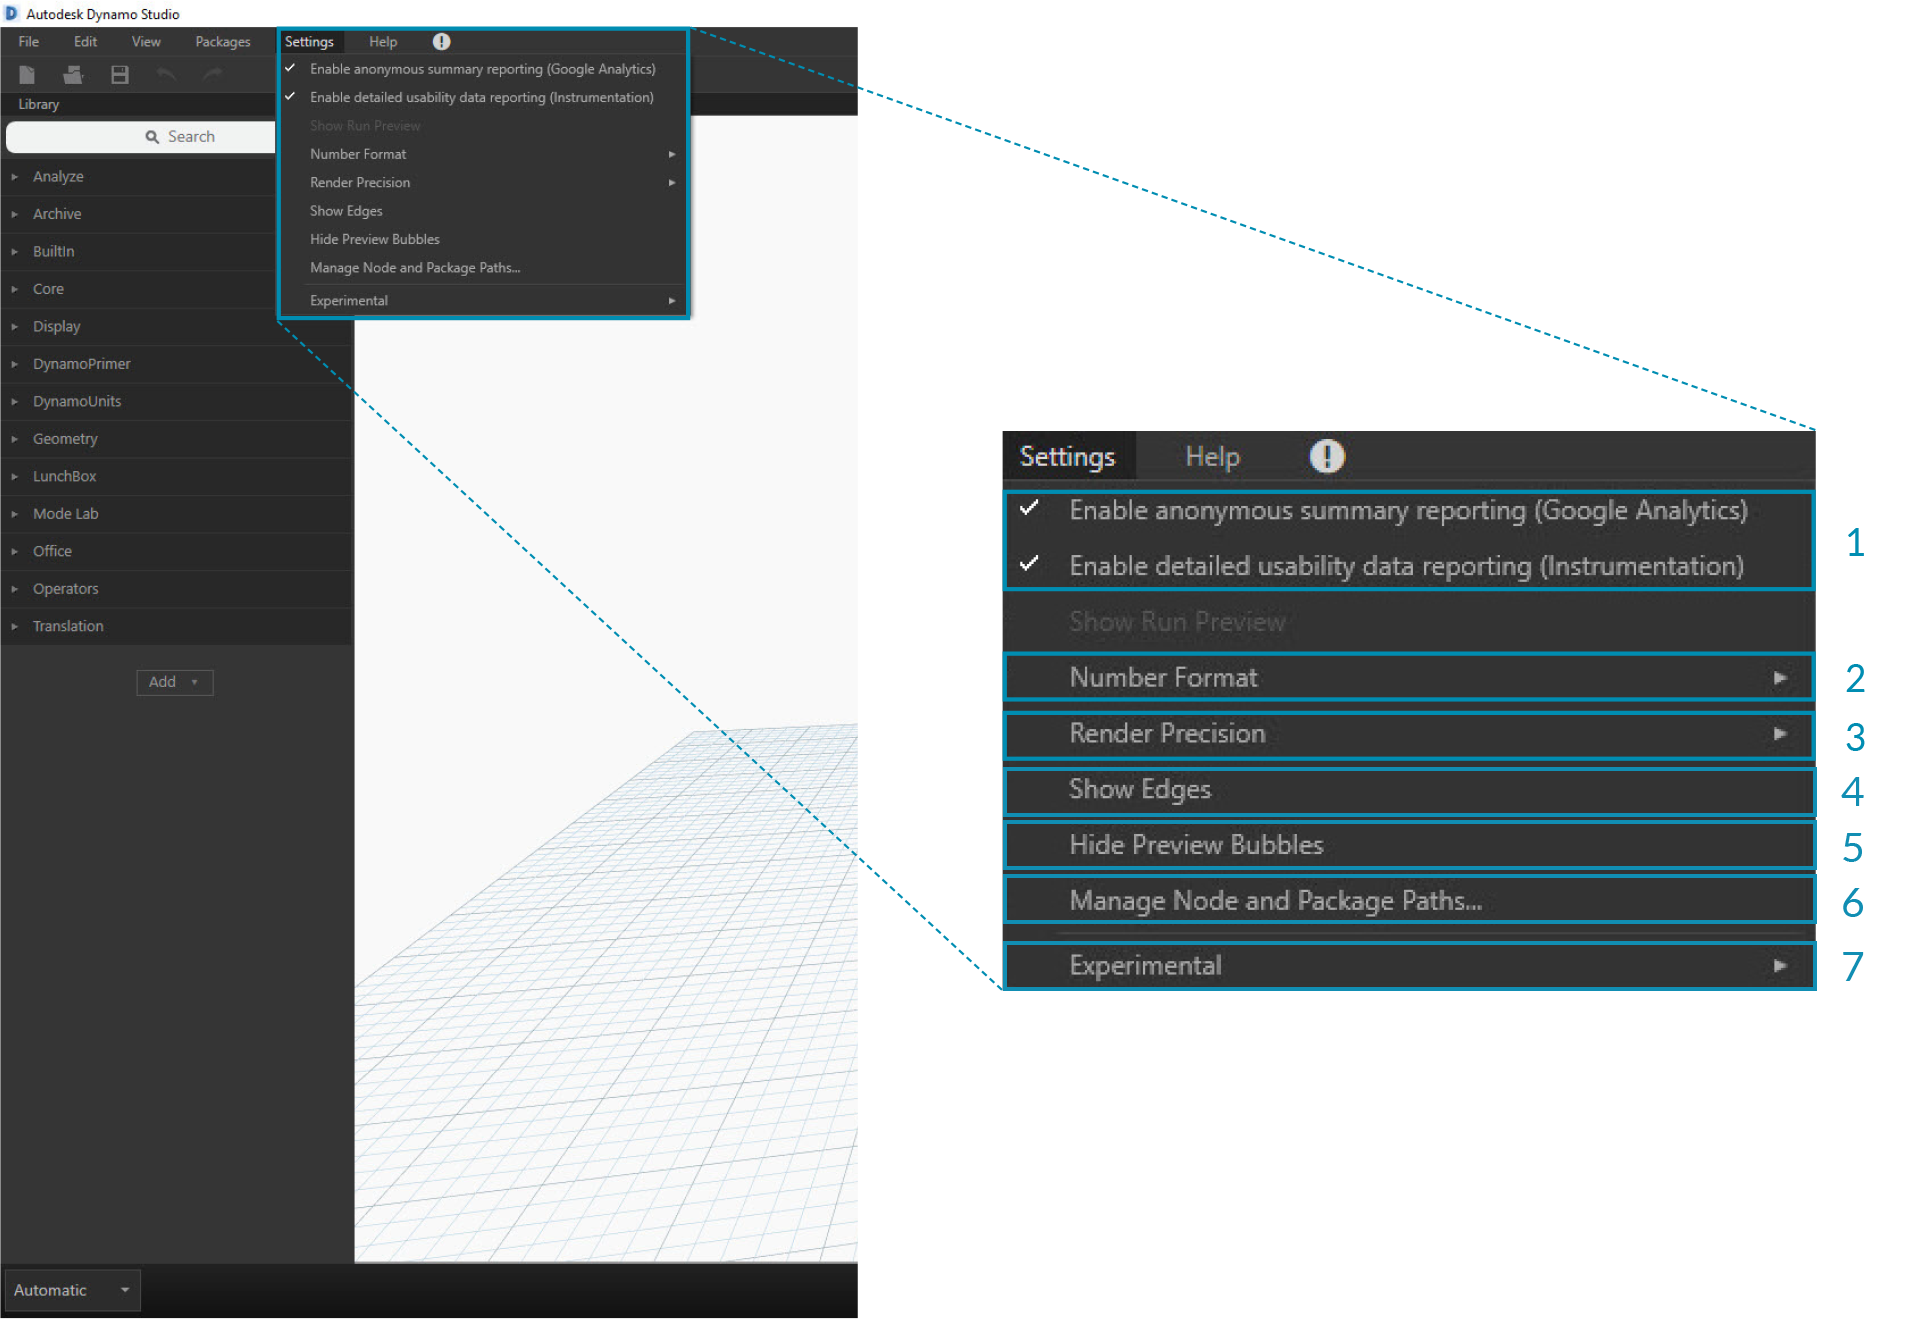 Autodesk Dynamo Studio
File Edit View Packages Settings Help
Enable anonymous summary reporting (Google Analytics)
Enable detailed usability data reporting (Instrumentation)
Show Run Preview
Number Format
Render Precision
Show Edges
Hide Preview Bubbles
Manage Node and Package Paths...
Experimental
Library
Search
Analyze
Archive
BuiltIn
Core
Display
DynamoPrimer
DynamoUnits
Geometry
LunchBox
Mode Lab
Office
Operators
Translation
Add
Automatic
Settings Help
Enable anonymous summary reporting (Google Analytics)
Enable detailed usability data reporting (Instrumentation)
1
Show Run Preview
Number Format 2
Render Precision 3
Show Edges 4
Hide Preview Bubbles 5
Manage Node and Package Paths... 6
Experimental 7